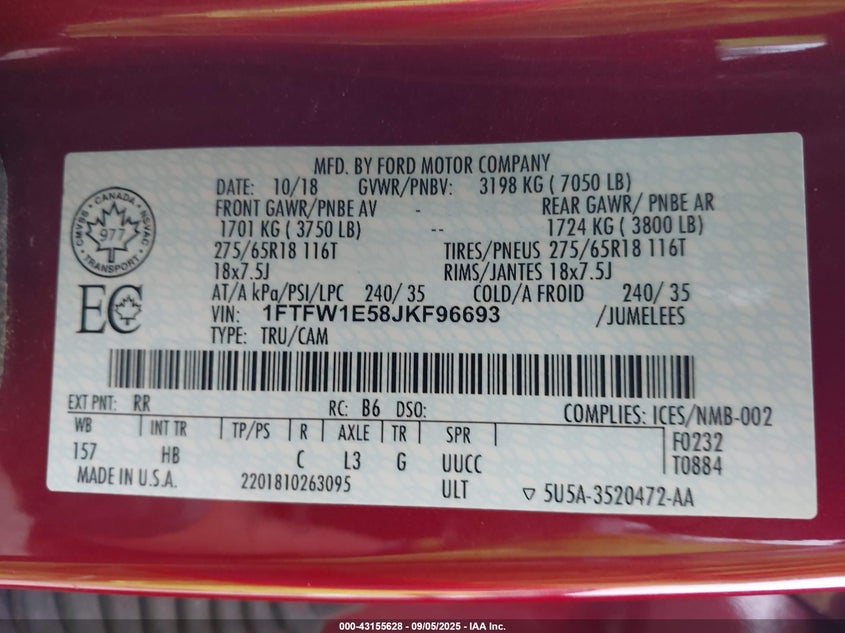 MFD. BY FORD MOTOR COMPANY
DATE: 10/18 GVWR/PNBV: 3198 KG ( 7050 LB)
FRONT GAWR/PNBE AV - REAR GAWR/ PNBE AR
1701 KG ( 3750 LB) -- 1724 KG ( 3800 LB)
275/65R18 116T TIRES/PNEUS 275/65R18 116T
18x7.5J RIMS/JANTES 18x7.5J
AT/A kPa/PSI/LPC 240/ 35 COLD/A FROID 240/ 35
VIN: 1FTFW1E58JKF96693 /JUMELEES
TYPE: TRU/CAM
CMVSS · CANADA · NSVAC
977
TRANSPORT
EC
EXT PNT: RR RC: B6 DSO: COMPLIES: ICES/NMB-002
WB INT TR TP/PS R AXLE TR SPR F0232
157 HB C L3 G UUCC T0884
MADE IN U.S.A. 2201810263095 ULT ▽ 5U5A-3520472-AA
000-43155628 - 09/05/2025 - IAA Inc.